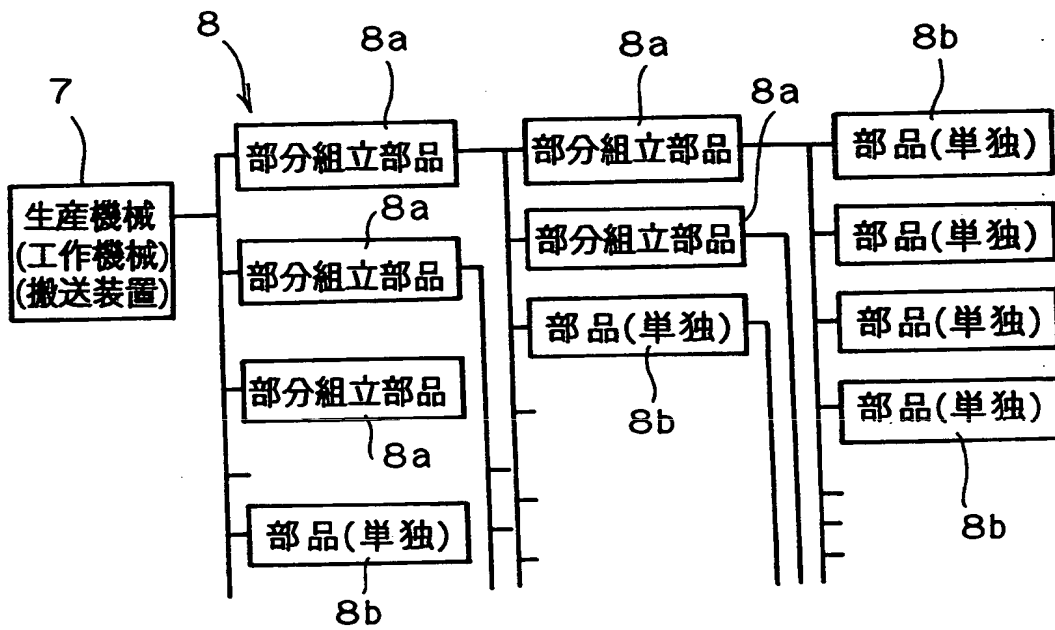 8
8a
8a
8b
7
8a
部分組立部品
部分組立部品
部品(単独)
生産機械
(工作機械)
(搬送装置)
8a
部分組立部品
部分組立部品
部品(単独)
部品(単独)
部品(単独)
部分組立部品
8b
部品(単独)
8a
8b
部品(単独)
8b